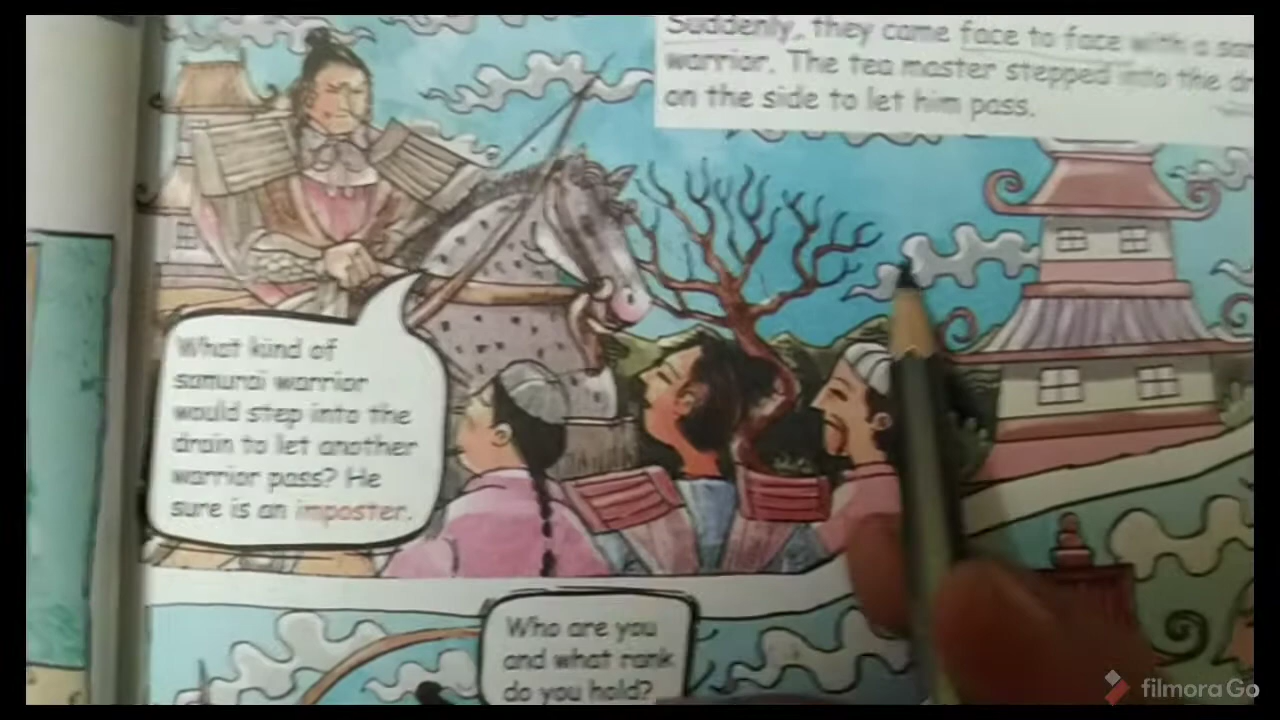 Suddenly, they came face to face with a
warrior. The tea master stepped into the
on the side to let him pass.
What kind of
samurai warrior
would step into the
drain to let another
warrior pass? He
sure is an imposter.
Who are you
and what rank
do you hold?
filmoraGo